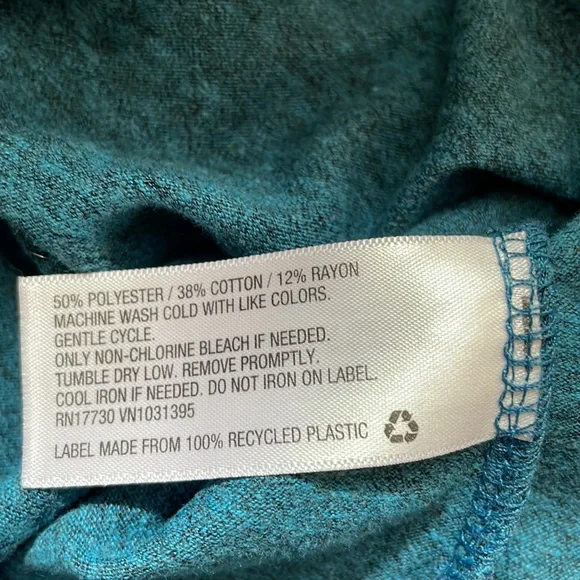 50% POLYESTER / 38% COTTON / 12% RAYON
MACHINE WASH COLD WITH LIKE COLORS.
GENTLE CYCLE.
ONLY NON-CHLORINE BLEACH IF NEEDED.
TUMBLE DRY LOW. REMOVE PROMPTLY.
COOL IRON IF NEEDED. DO NOT IRON ON LABEL.
RN17730 VN1031395
LABEL MADE FROM 100% RECYCLED PLASTIC